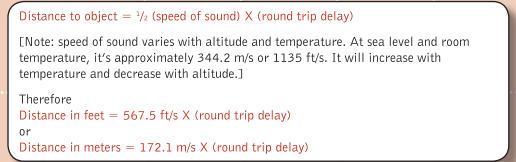 Distance to object = ½ (speed of sound) X (round trip delay)
[Note: speed of sound varies with altitude and temperature. At sea level and room
temperature, it's approximately 344.2 m/s or 1135 ft/s. It will increase with
temperature and decrease with altitude.]
Therefore
Distance in feet = 567.5 ft/s X (round trip delay)
or
Distance in meters = 172.1 m/s X (round trip delay)